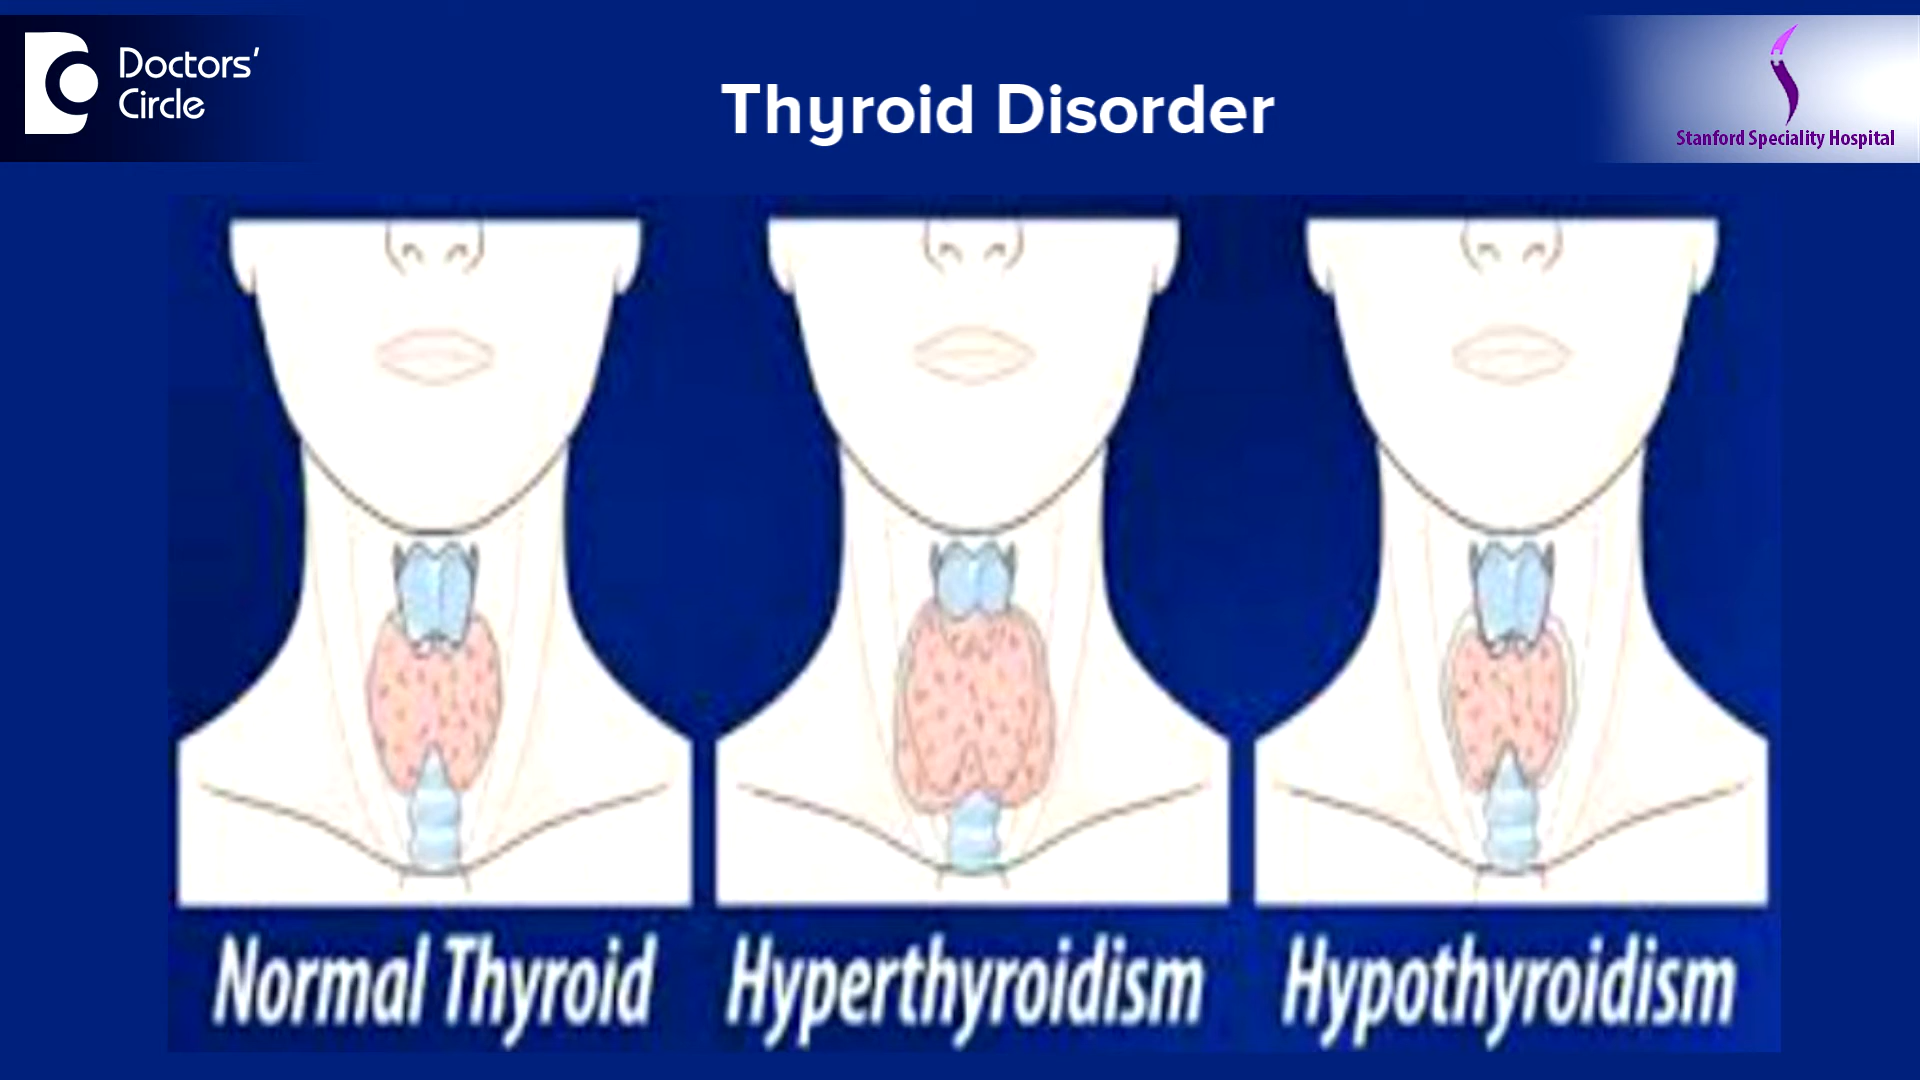 Doctors'
Circle
Thyroid Disorder
Stanford Speciality Hospital
Normal Thyroid
Hyperthyroidism
Hypothyroidism